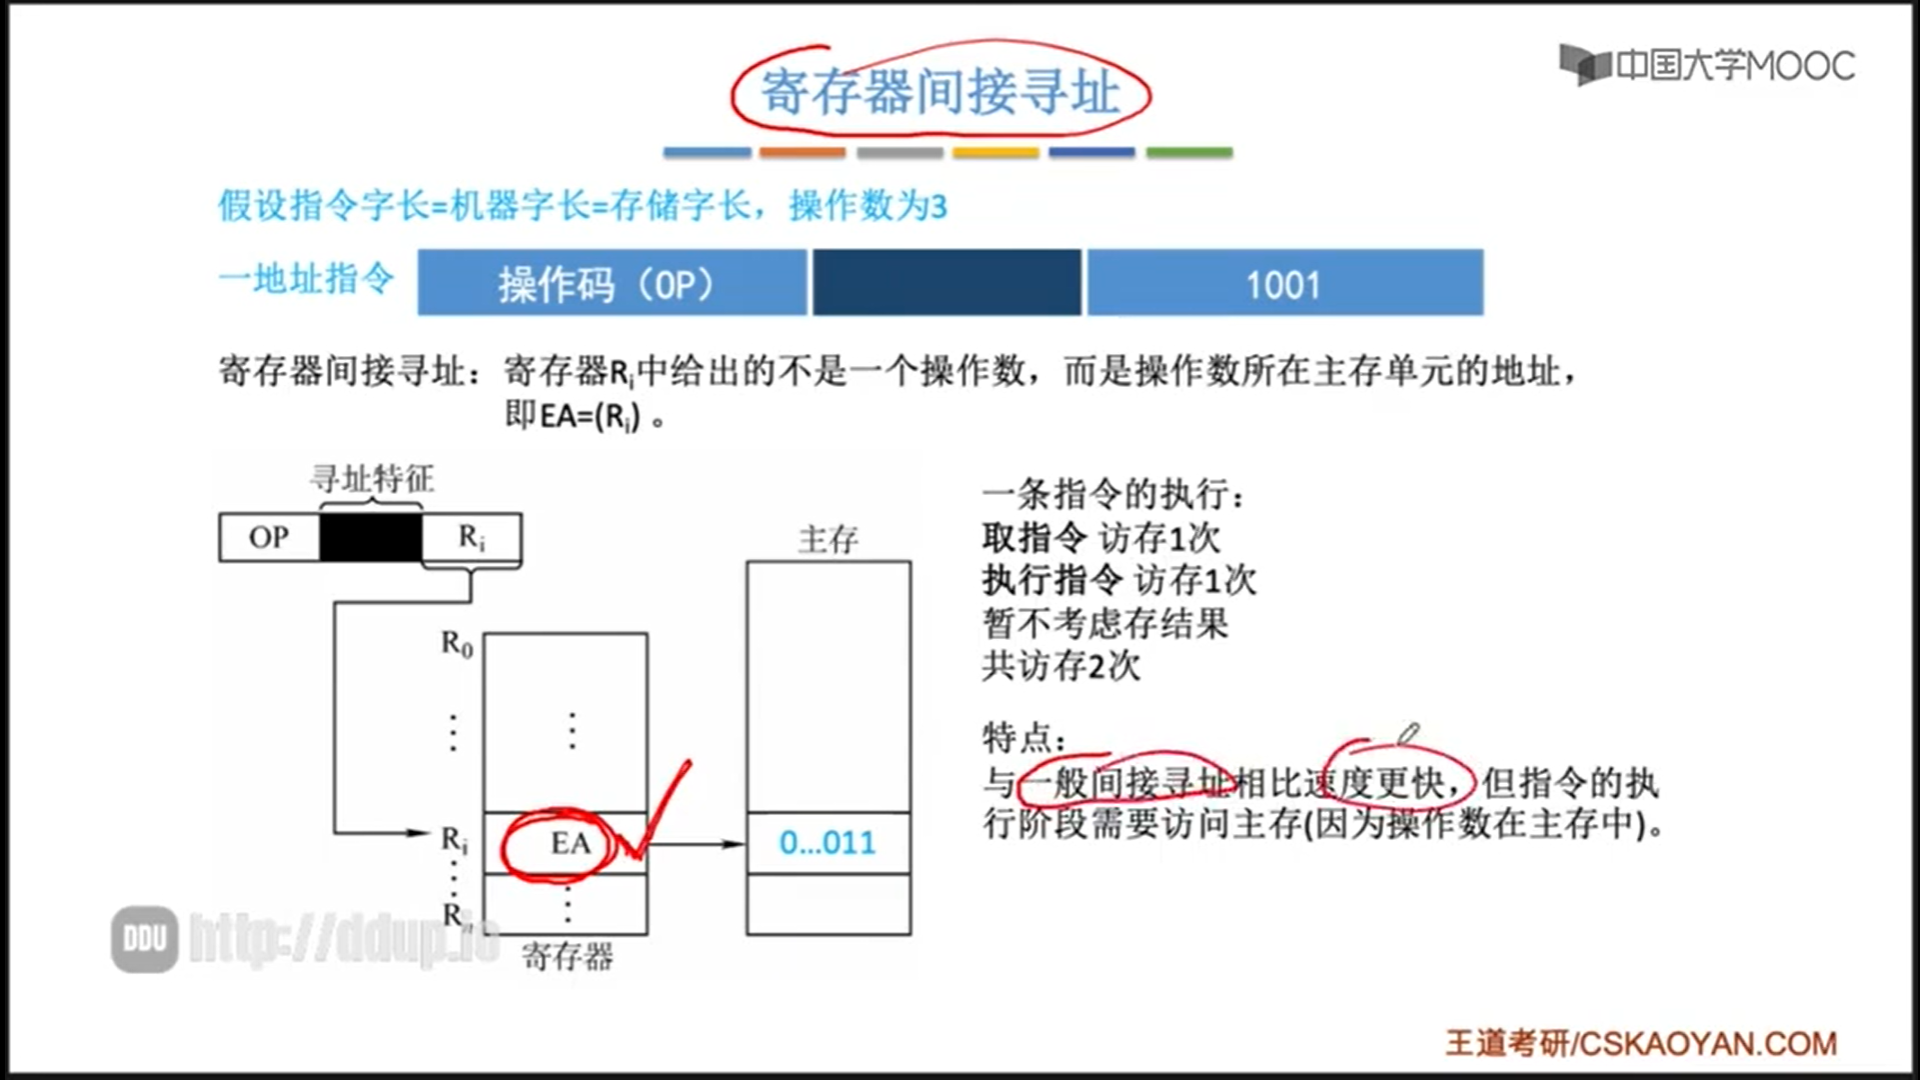 寄存器间接寻址
中国大学MOOC
假设指令字长=机器字长=存储字长，操作数为3
一地址指令 操作码（OP） 1001
寄存器间接寻址：寄存器Ri中给出的不是一个操作数，而是操作数所在主存单元的地址，
即EA=(Ri) 。
寻址特征
OP Ri
主存
R0
Ri EA 0...011
Rn
寄存器
一条指令的执行：
取指令 访存1次
执行指令 访存1次
暂不考虑存结果
共访存2次
特点：
与一般间接寻址相比速度更快，但指令的执
行阶段需要访问主存(因为操作数在主存中)。
DDU http://ddup.io
王道考研/CSKAOYAN.COM